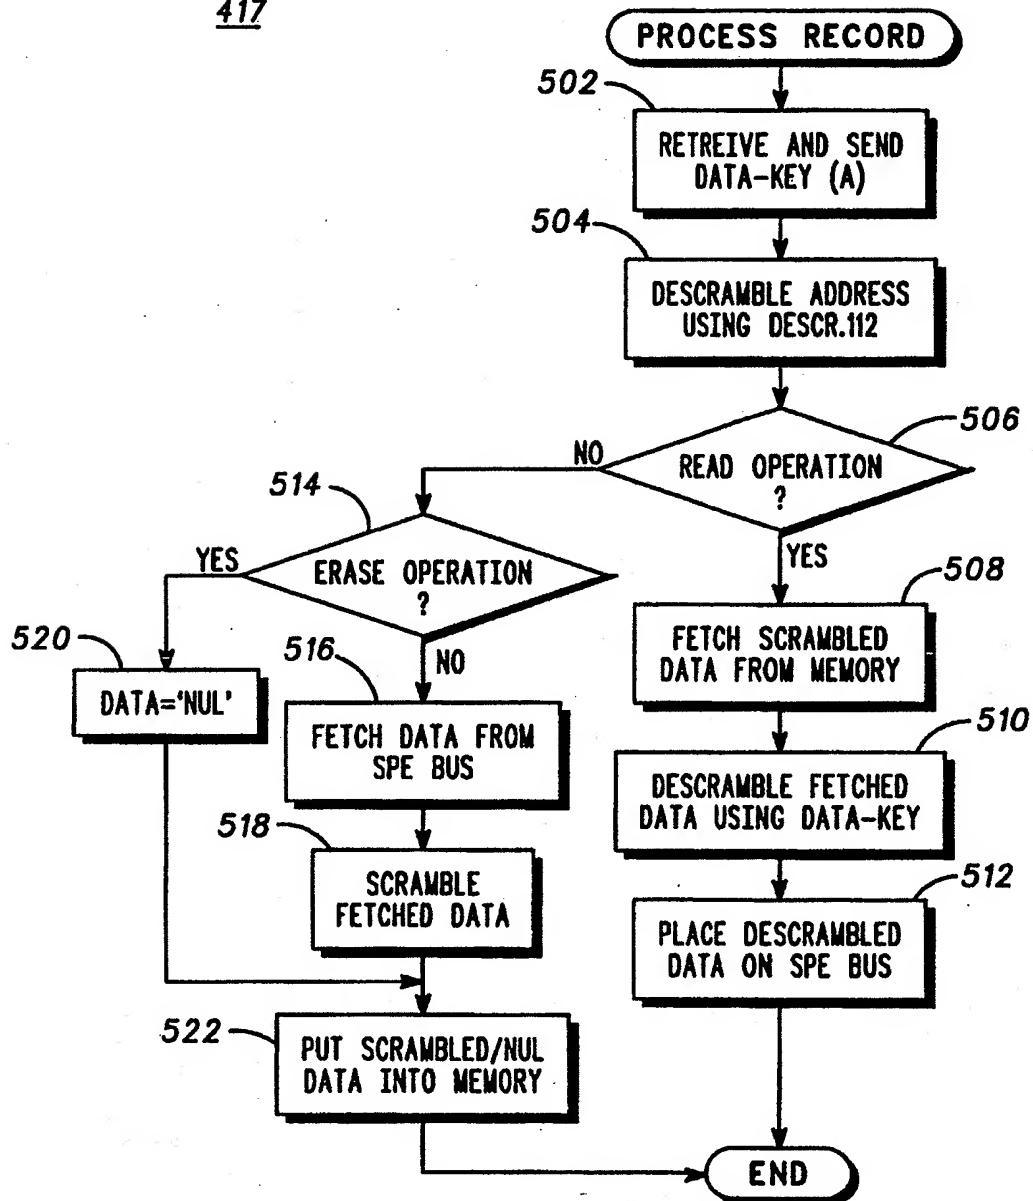 417
PROCESS RECORD
502
RETREIVE AND SEND
DATA-KEY (A)
504
DESCRAMBLE ADDRESS
USING DESCR.112
506
READ OPERATION
?
NO
YES
514
ERASE OPERATION
?
YES
NO
508
FETCH SCRAMBLED
DATA FROM MEMORY
520
DATA='NUL'
516
FETCH DATA FROM
SPE BUS
510
DESCRAMBLE FETCHED
DATA USING DATA-KEY
518
SCRAMBLE
FETCHED DATA
512
PLACE DESCRAMBLED
DATA ON SPE BUS
522
PUT SCRAMBLED/NUL
DATA INTO MEMORY
END